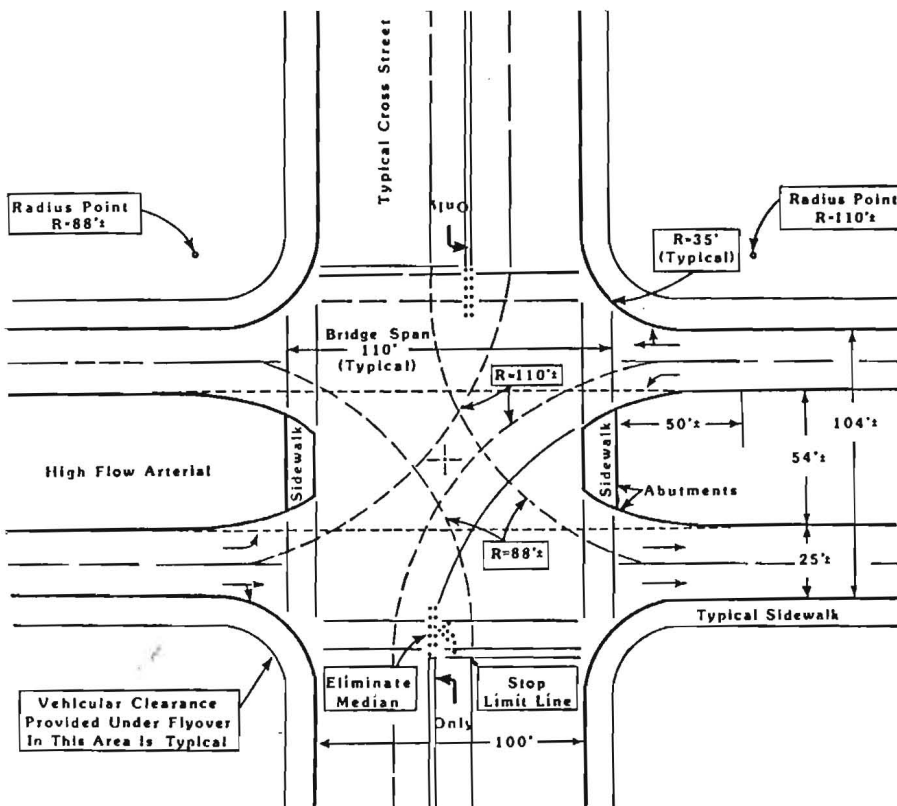 Typical Cross Street
Radius Point
R=88'±
Only
Radius Point
R=110'±
R=35'
(Typical)
Bridge Span
110'
(Typical)
R=110'±
50'±
104'±
54'±
High Flow Arterial
Sidewalk
Sidewalk
Abutments
R=88'±
25'±
Typical Sidewalk
Eliminate
Median
Stop
Limit Line
Only
Vehicular Clearance
Provided Under Flyover
In This Area Is Typical
100'